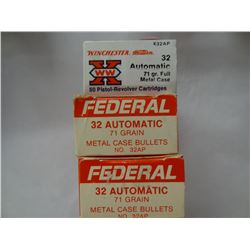 X32AP
WINCHESTER Western
32
Automatic
71 gr. Full
Metal Case
X
WW
50 Pistol-Revolver Cartridges
FEDERAL
32 AUTOMATIC
71 GRAIN
METAL CASE BULLETS
NO. 32AP
FEDERAL
32 AUTOMATIC
71 GRAIN
METAL CASE BULLETS
NO. 32AP